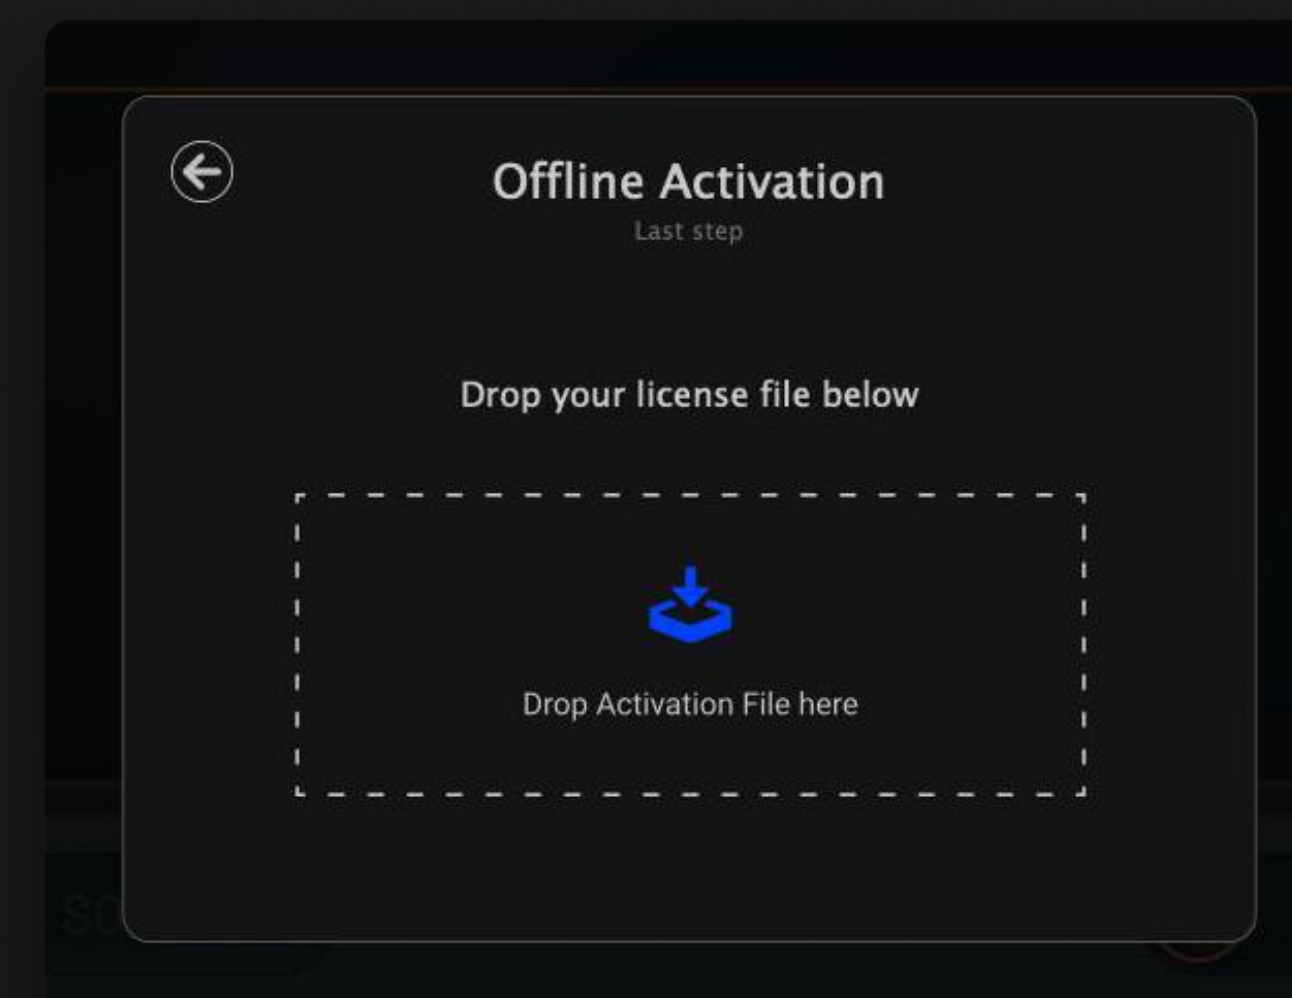 Offline Activation
Last step
Drop your license file below
Drop Activation File here